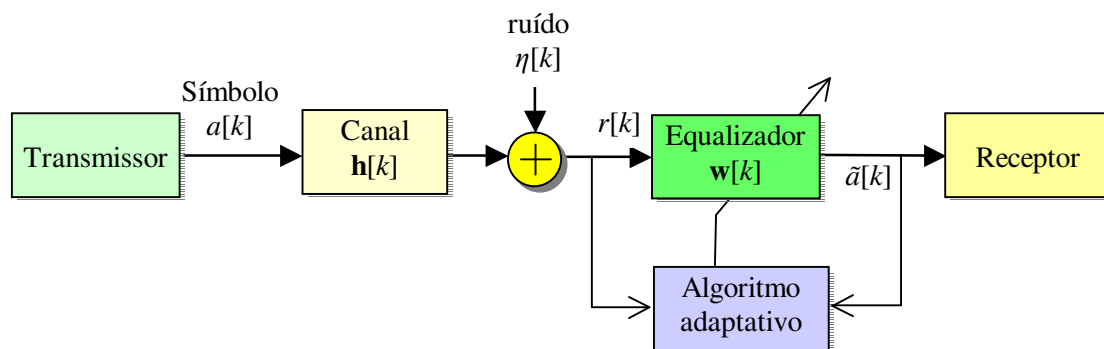 ruído
η[k]
Símbolo
a[k]
Transmissor
Canal
h[k]
+
r[k]
Equalizador
w[k]
ã[k]
Receptor
Algoritmo
adaptativo